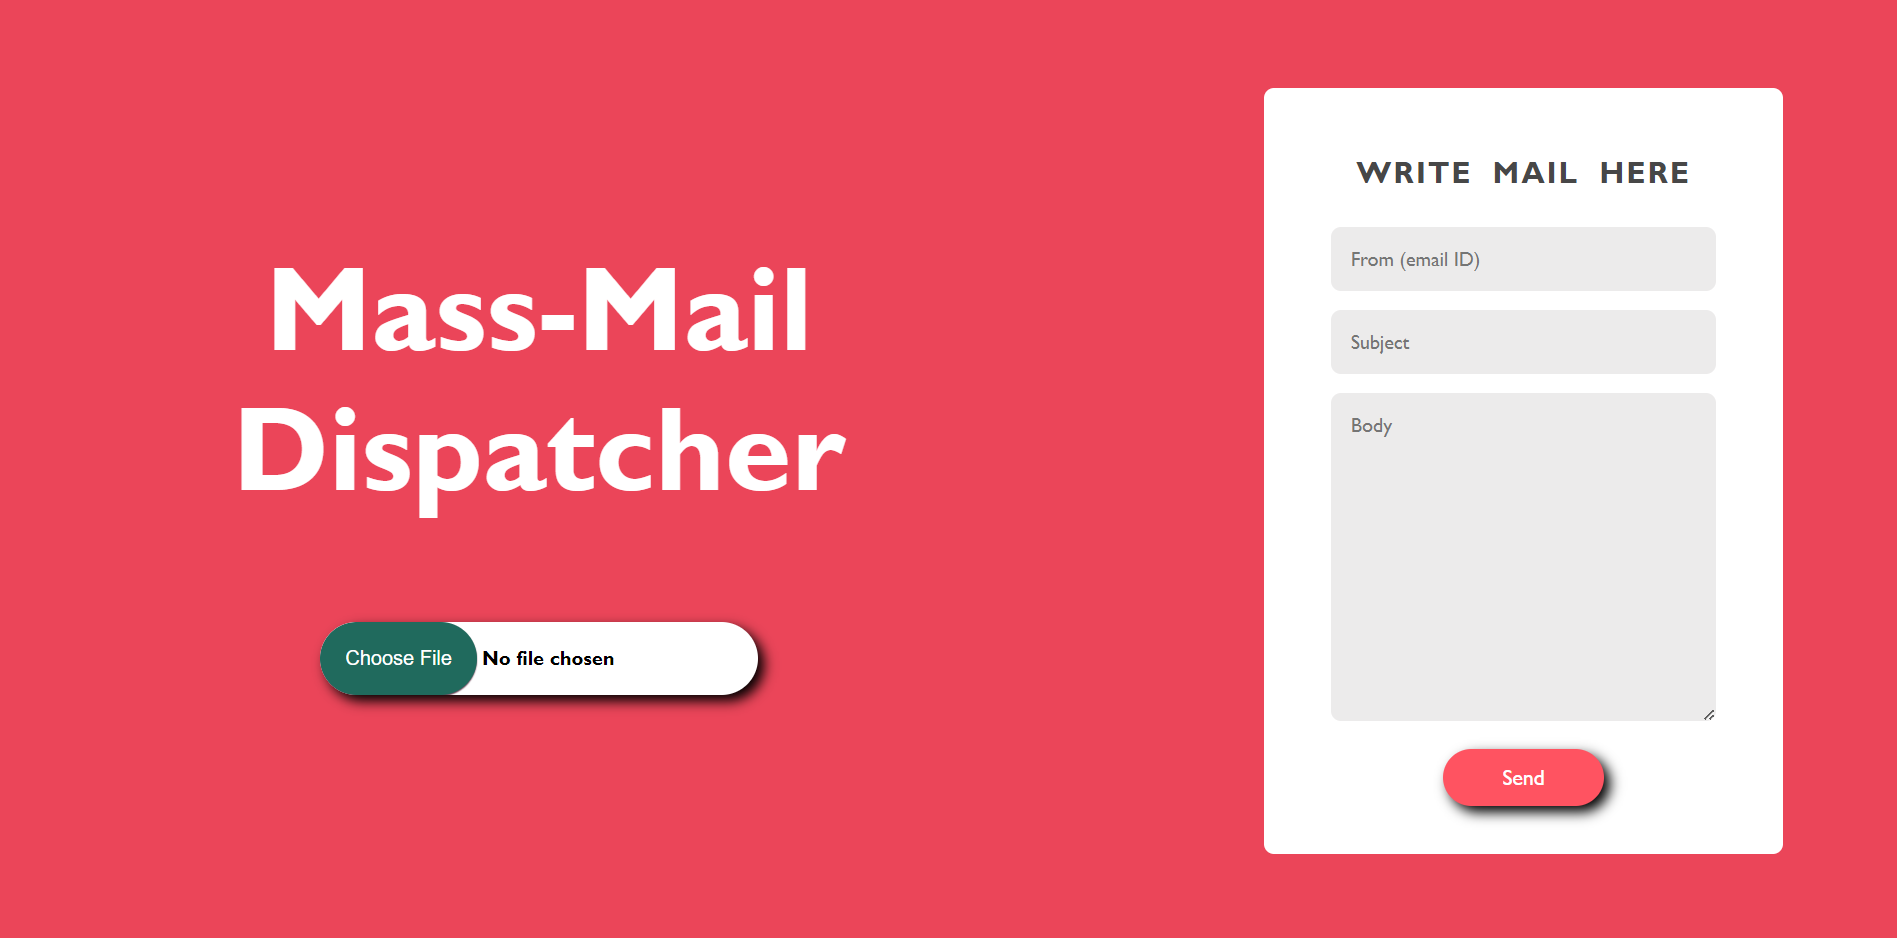 Mass-Mail
Dispatcher
Choose File No file chosen
WRITE MAIL HERE
From (email ID)
Subject
Body
Send